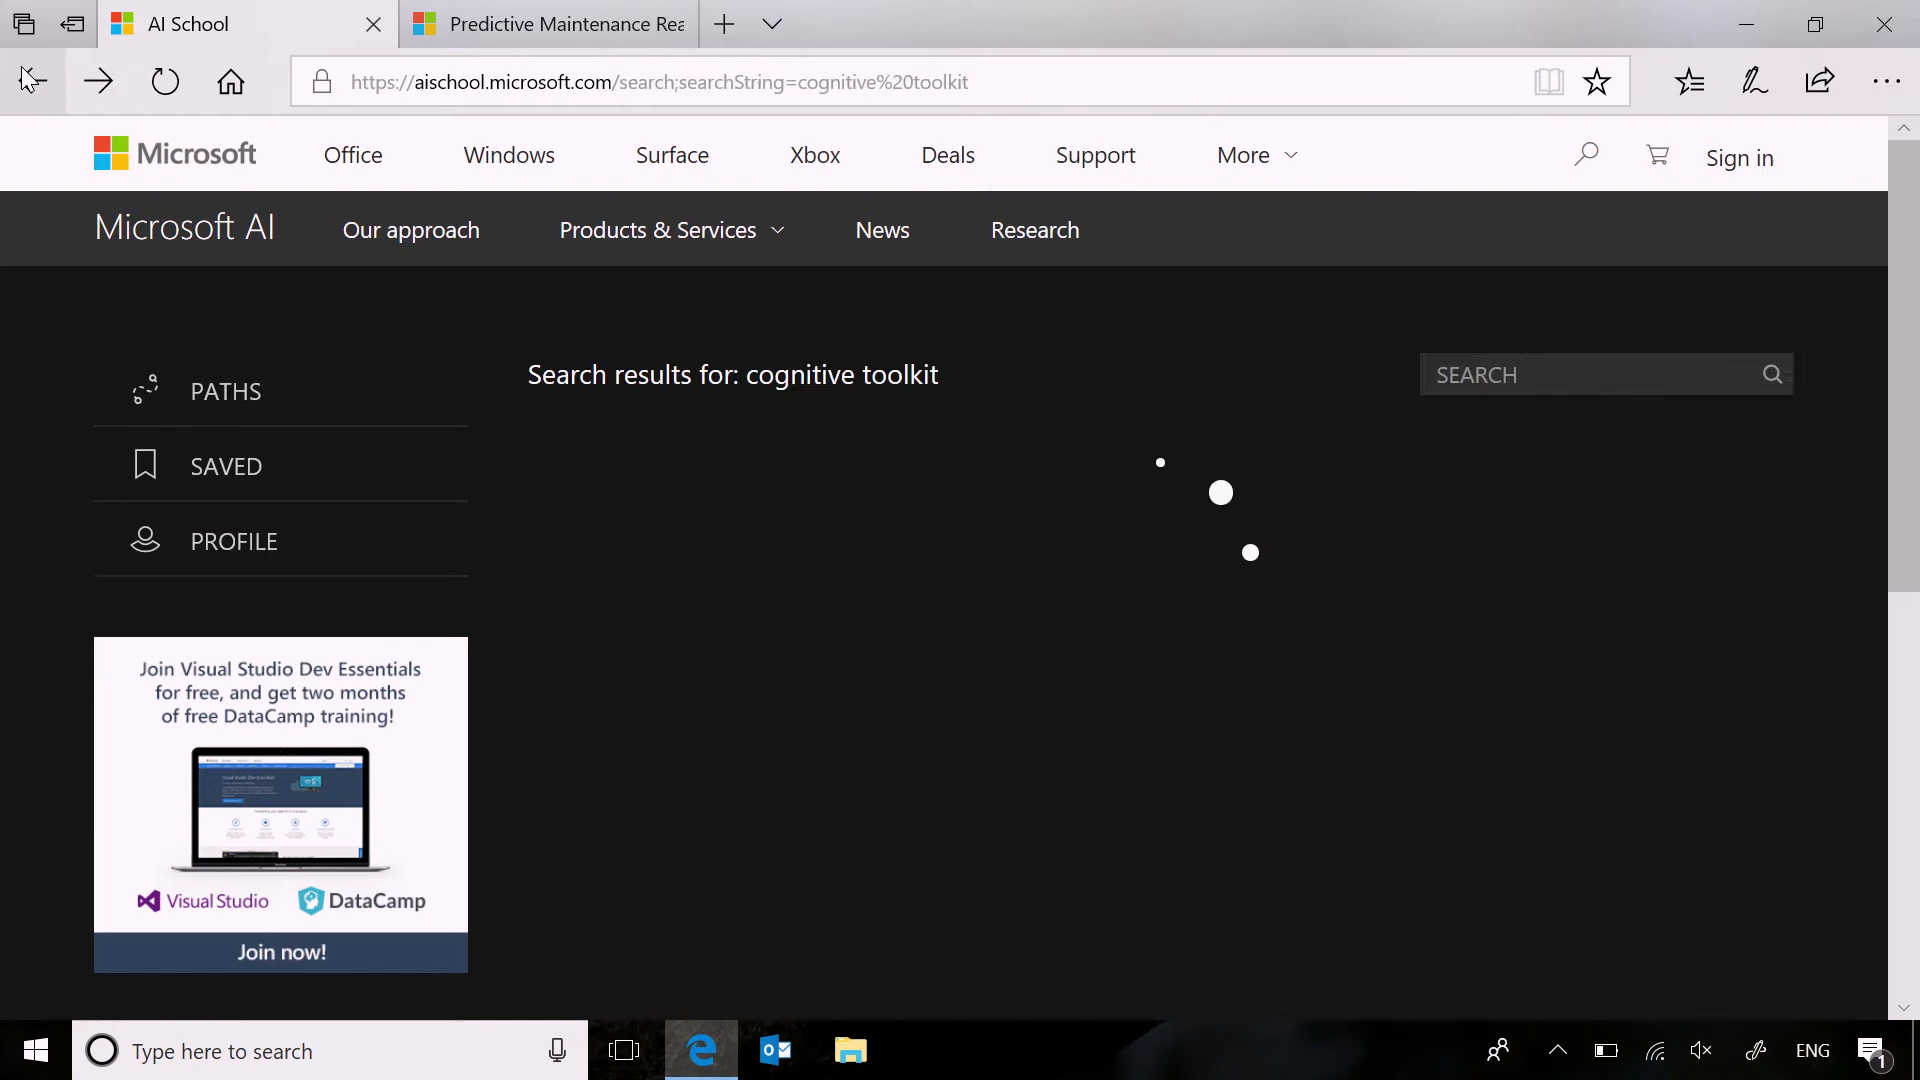 AI School
Predictive Maintenance Rea
https://aischool.microsoft.com/search;searchString=cognitive%20toolkit
Microsoft
Office
Windows
Surface
Xbox
Deals
Support
More
Sign in
Microsoft AI
Our approach
Products & Services
News
Research
PATHS
SAVED
PROFILE
Search results for: cognitive toolkit
SEARCH
Join Visual Studio Dev Essentials
for free, and get two months
of free DataCamp training!
Visual Studio
DataCamp
Join now!
Type here to search
ENG
1